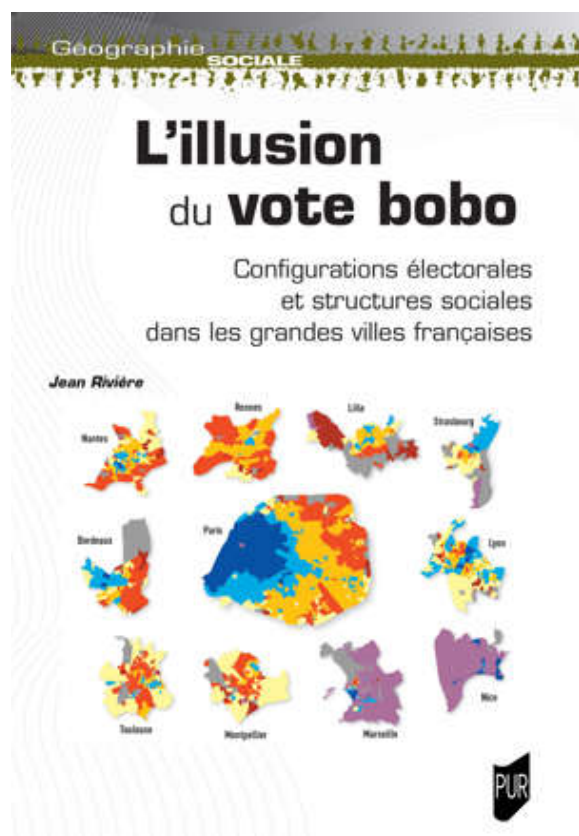 Géographie
SOCIALE
L'illusion
du vote bobo
Configurations électorales
et structures sociales
dans les grandes villes françaises
Jean Rivière
Nantes
Rennes
Lille
Strasbourg
Bordeaux
Paris
Lyon
Toulouse
Montpellier
Marseille
Nice
PUR